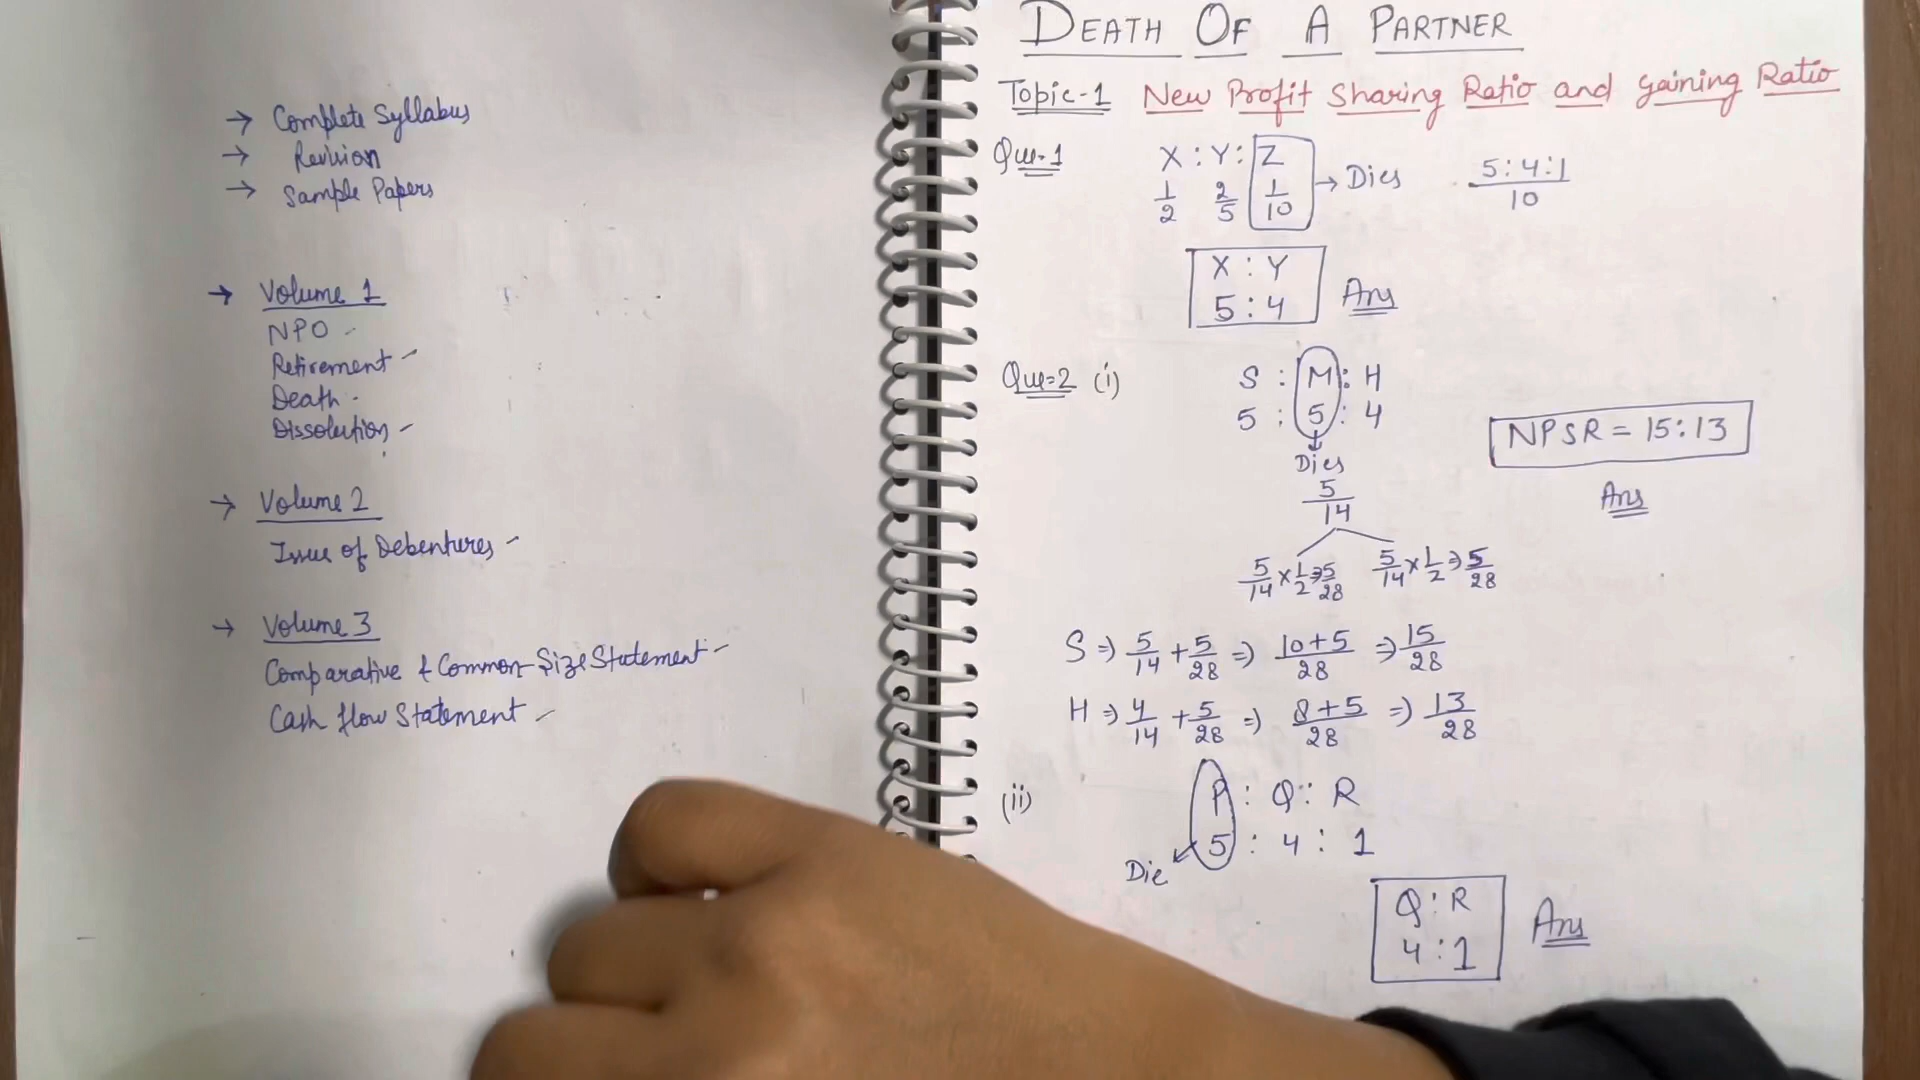 → Complete Syllabus
→ Revision
→ Sample Papers
→ Volume 1
NPO -
Retirement -
Death -
Dissolution -
→ Volume 2
Issue of Debentures -
→ Volume 3
Comparative & Common Size Statement -
Cash flow Statement -
DEATH OF A PARTNER
Topic-1 New Profit Sharing Ratio and Gaining Ratio
Que-1 X : Y : Z
1/2 2/5 1/10 → Dies 5:4:1/10
X : Y
5 : 4 Ans
Que-2 (i) S : M : H
5 : 5 : 4
Dies
NPSR = 15:13
Ans
5/14
5/14 × 1/2 ⇒ 5/28 5/14 × 1/2 ⇒ 5/28
S ⇒ 5/14 + 5/28 ⇒ 10+5/28 ⇒ 15/28
H ⇒ 4/14 + 5/28 ⇒ 8+5/28 ⇒ 13/28
(ii) P : Q : R
5 : 4 : 1
Die
Q : R
4 : 1 Ans